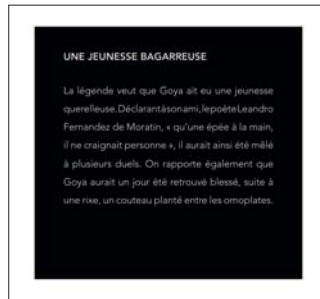 UNE JEUNESSE BAGARREUSE
La légende veut que Goya ait eu une jeunesse
querelleuse. Déclarant à son ami, le poète Leandro
Fernandez de Moratin, « qu'une épée à la main,
il ne craignait personne », il aurait ainsi été mêlé
à plusieurs duels. On rapporte également que
Goya aurait un jour été retrouvé blessé, suite à
une rixe, un couteau planté entre les omoplates.